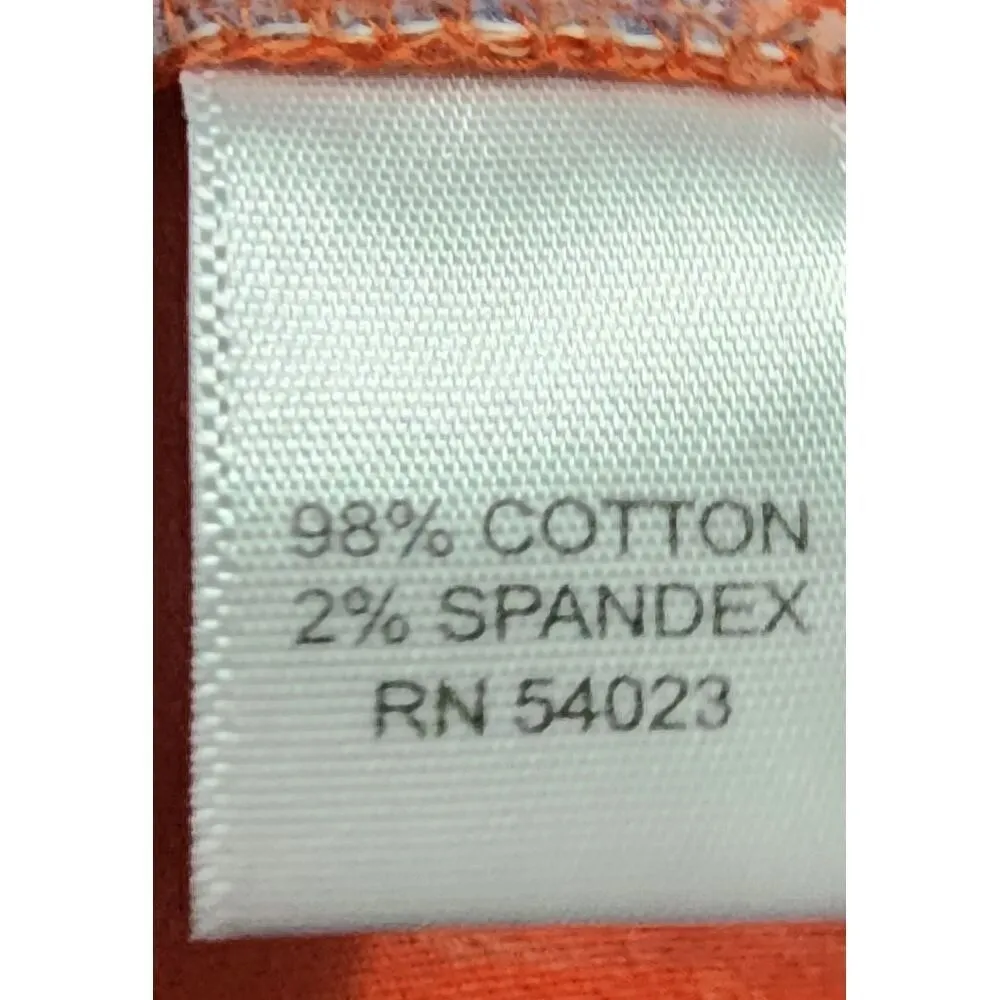 98% COTTON
2% SPANDEX
RN 54023